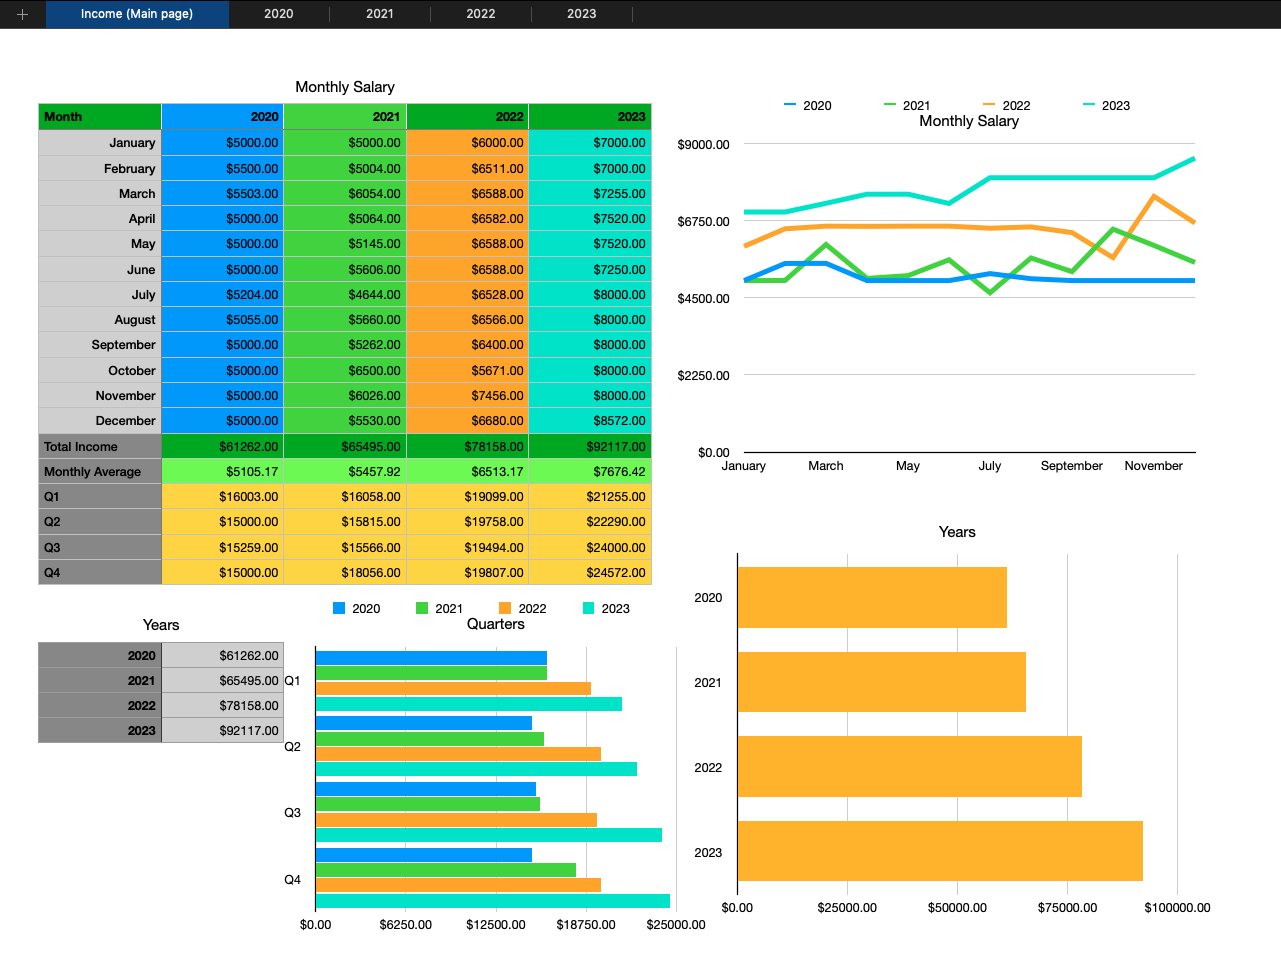 Income (Main page) 2020 2021 2022 2023
Monthly Salary
Month 2020 2021 2022 2023
January $5000.00 $5000.00 $6000.00 $7000.00
February $5500.00 $5004.00 $6511.00 $7000.00
March $5503.00 $6054.00 $6588.00 $7255.00
April $5000.00 $5064.00 $6582.00 $7520.00
May $5000.00 $5145.00 $6588.00 $7520.00
June $5000.00 $5606.00 $6588.00 $7250.00
July $5204.00 $4644.00 $6528.00 $8000.00
August $5055.00 $5660.00 $6566.00 $8000.00
September $5000.00 $5262.00 $6400.00 $8000.00
October $5000.00 $6500.00 $5671.00 $8000.00
November $5000.00 $6026.00 $7456.00 $8000.00
December $5000.00 $5530.00 $6680.00 $8572.00
Total Income $61262.00 $65495.00 $78158.00 $92117.00
Monthly Average $5105.17 $5457.92 $6513.17 $7676.42
Q1 $16003.00 $16058.00 $19099.00 $21255.00
Q2 $15000.00 $15815.00 $19758.00 $22290.00
Q3 $15259.00 $15566.00 $19494.00 $24000.00
Q4 $15000.00 $18056.00 $19807.00 $24572.00
2020 2021 2022 2023
Monthly Salary
$9000.00
$6750.00
$4500.00
$2250.00
$0.00
January March May July September November
Years
2020 $61262.00
2021 $65495.00
2022 $78158.00
2023 $92117.00
2020 2021 2022 2023
Quarters
Q1
Q2
Q3
Q4
$0.00 $6250.00 $12500.00 $18750.00 $25000.00
Years
2020
2021
2022
2023
$0.00 $25000.00 $50000.00 $75000.00 $100000.00